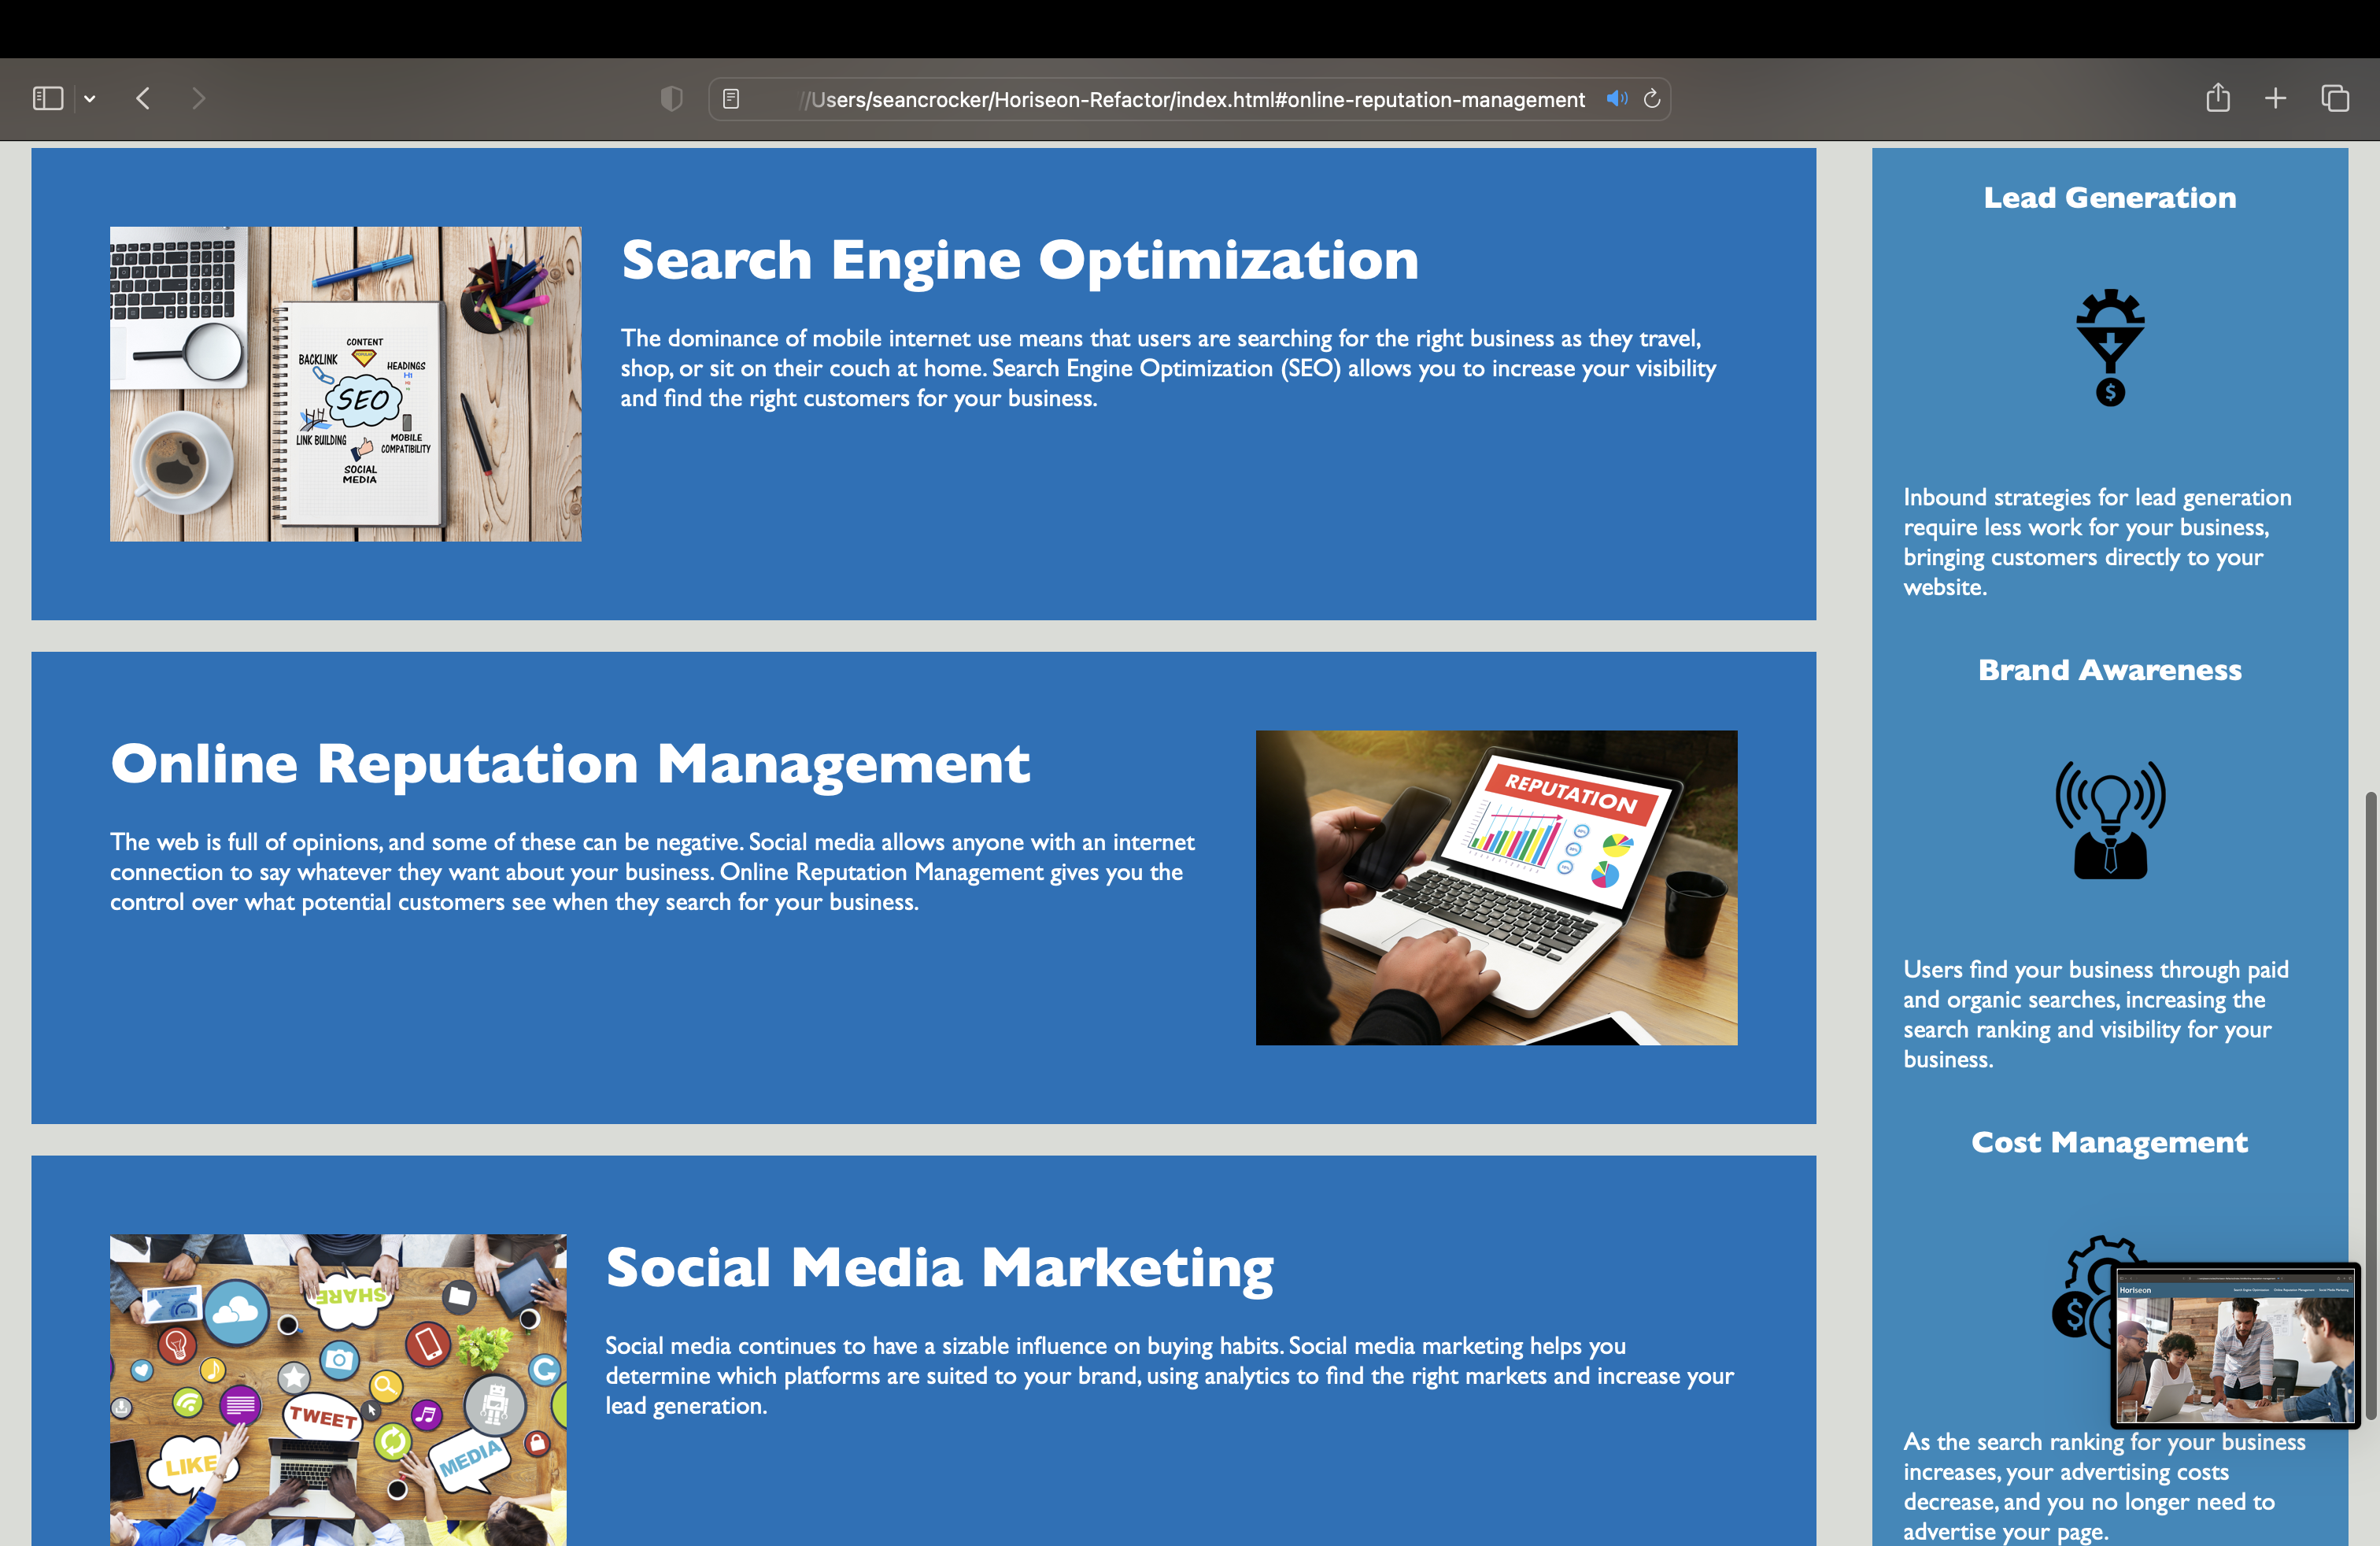 //Users/seancrocker/Horiseon-Refactor/index.html#online-reputation-management
Search Engine Optimization
The dominance of mobile internet use means that users are searching for the right business as they travel,
shop, or sit on their couch at home. Search Engine Optimization (SEO) allows you to increase your visibility
and find the right customers for your business.
CONTENT
BACKLINK
HEADINGS
H1
SEO
LINK BUILDING
MOBILE
COMPATIBILITY
SOCIAL
MEDIA
Online Reputation Management
The web is full of opinions, and some of these can be negative. Social media allows anyone with an internet
connection to say whatever they want about your business. Online Reputation Management gives you the
control over what potential customers see when they search for your business.
REPUTATION
Social Media Marketing
Social media continues to have a sizable influence on buying habits. Social media marketing helps you
determine which platforms are suited to your brand, using analytics to find the right markets and increase your
lead generation.
SHARE
TWEET
LIKE
MEDIA
Lead Generation
$
Inbound strategies for lead generation
require less work for your business,
bringing customers directly to your
website.
Brand Awareness
Users find your business through paid
and organic searches, increasing the
search ranking and visibility for your
business.
Cost Management
$
Horiseon
Search Engine Optimization Online Reputation Management Social Media Marketing
As the search ranking for your business
increases, your advertising costs
decrease, and you no longer need to
advertise your page.